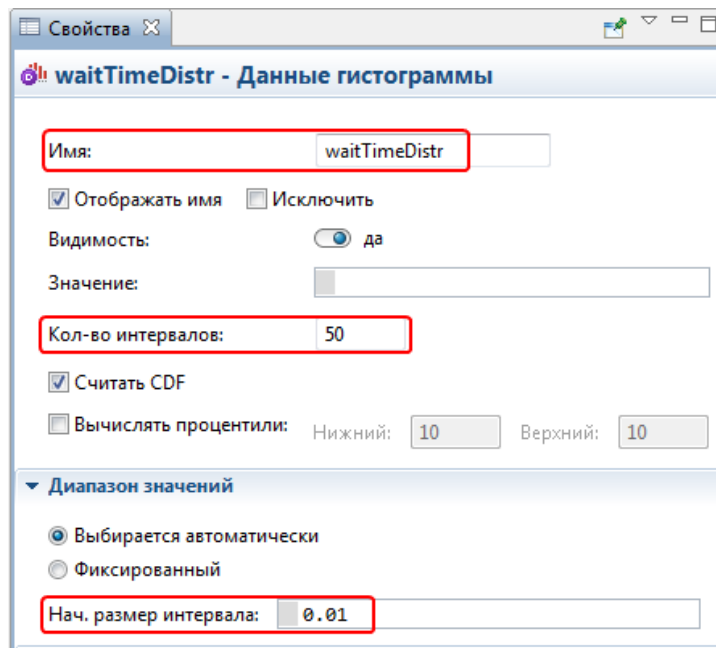 Свойства
waitTimeDistr - Данные гистограммы
Имя: waitTimeDistr
Отображать имя Исключить
Видимость: да
Значение:
Кол-во интервалов: 50
Считать CDF
Вычислять процентили: Нижний: 10 Верхний: 10
Диапазон значений
Выбирается автоматически
Фиксированный
Нач. размер интервала: 0.01